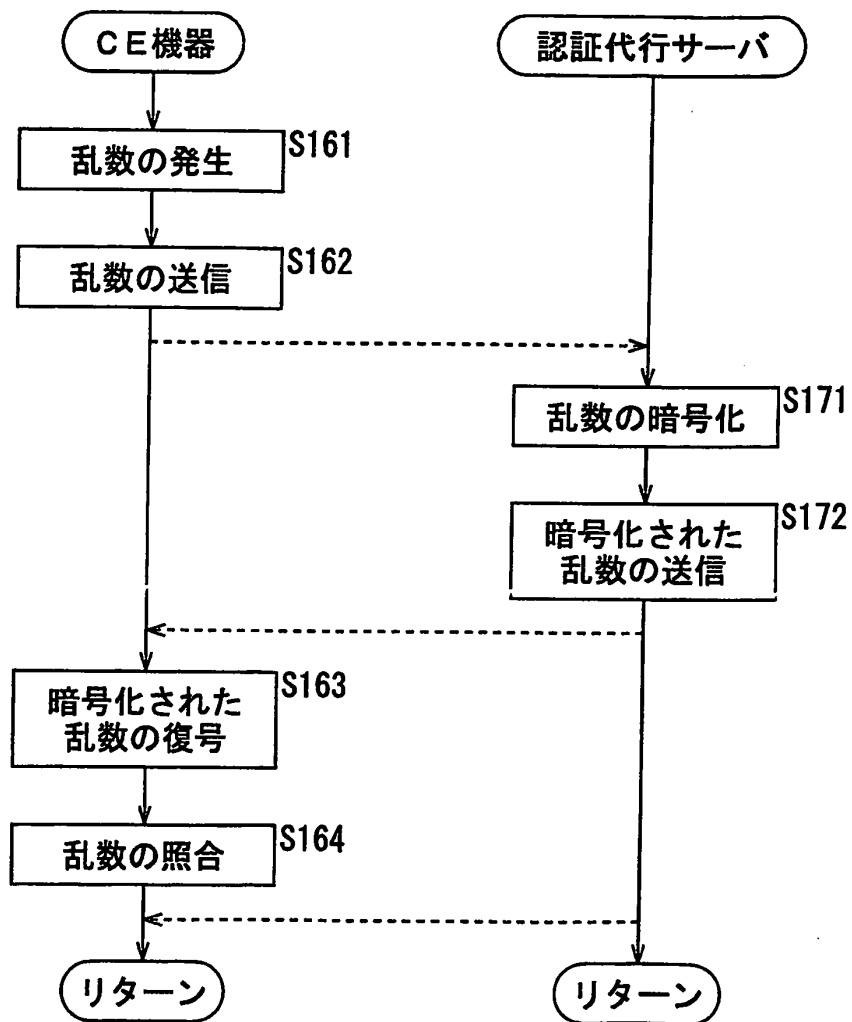 CE機器
認証代行サーバ
乱数の発生
S161
乱数の送信
S162
乱数の暗号化
S171
暗号化された
乱数の送信
S172
暗号化された
乱数の復号
S163
乱数の照合
S164
リターン
リターン